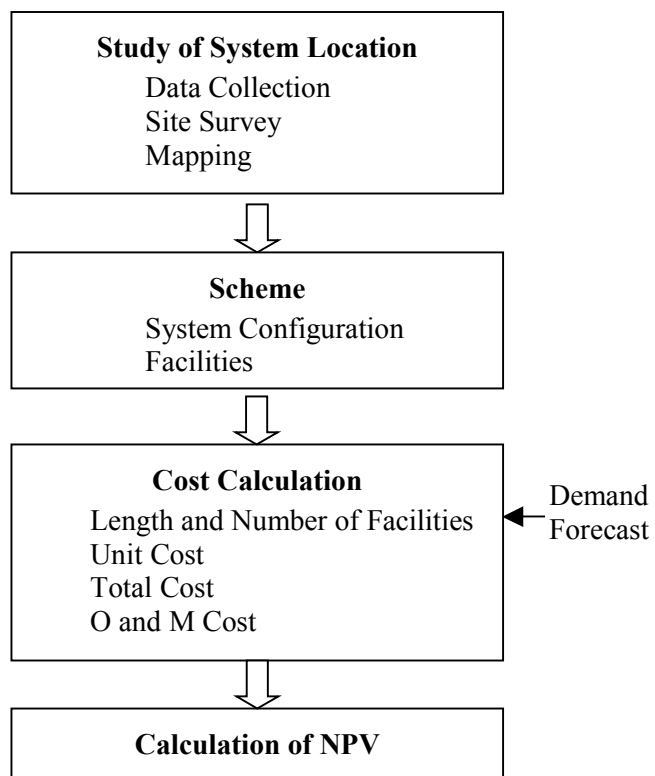 Study of System Location
Data Collection
Site Survey
Mapping
Scheme
System Configuration
Facilities
Cost Calculation
Length and Number of Facilities
Unit Cost
Total Cost
O and M Cost
Demand
Forecast
Calculation of NPV